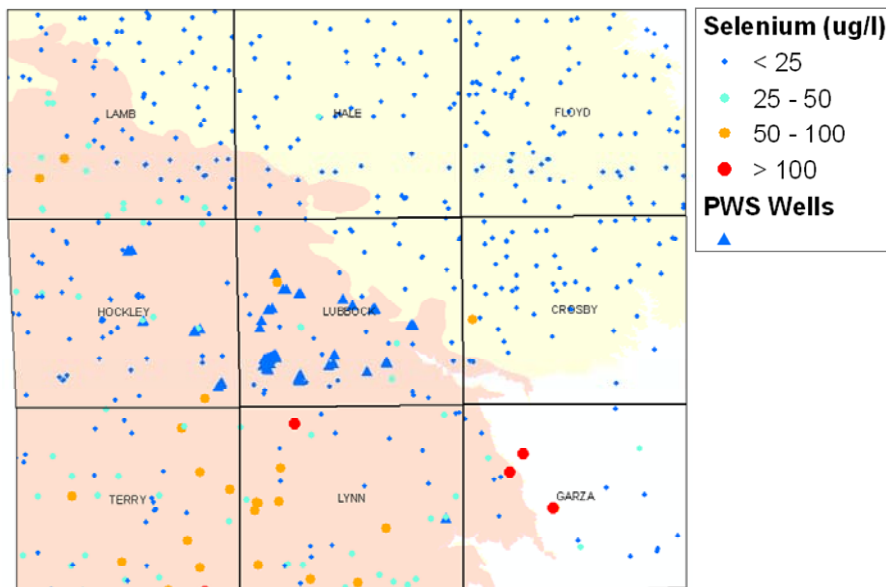 Selenium (ug/l)
< 25
25 - 50
50 - 100
> 100
PWS Wells
LAMB
HALE
FLOYD
HOCKLEY
LUBBOCK
CROSBY
TERRY
LYNN
GARZA